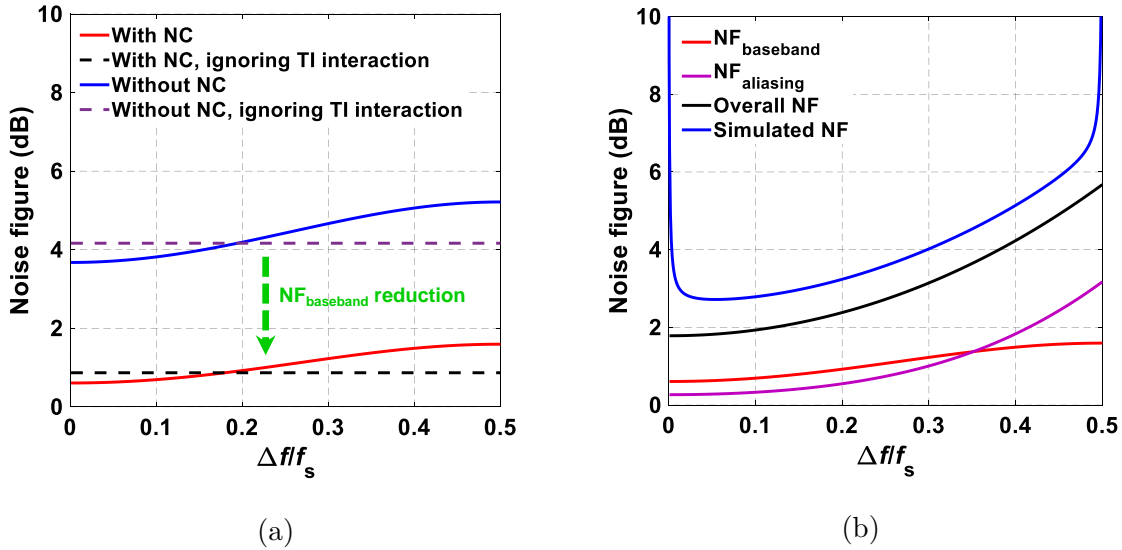 10
8
6
4
2
0
0
0.1
0.2
0.3
0.4
0.5
Noise figure (dB)
Δf/fs
With NC
With NC, ignoring TI interaction
Without NC
Without NC, ignoring TI interaction
NFbaseband reduction
(a)
10
8
6
4
2
0
0
0.1
0.2
0.3
0.4
0.5
Noise figure (dB)
Δf/fs
NFbaseband
NFaliasing
Overall NF
Simulated NF
(b)